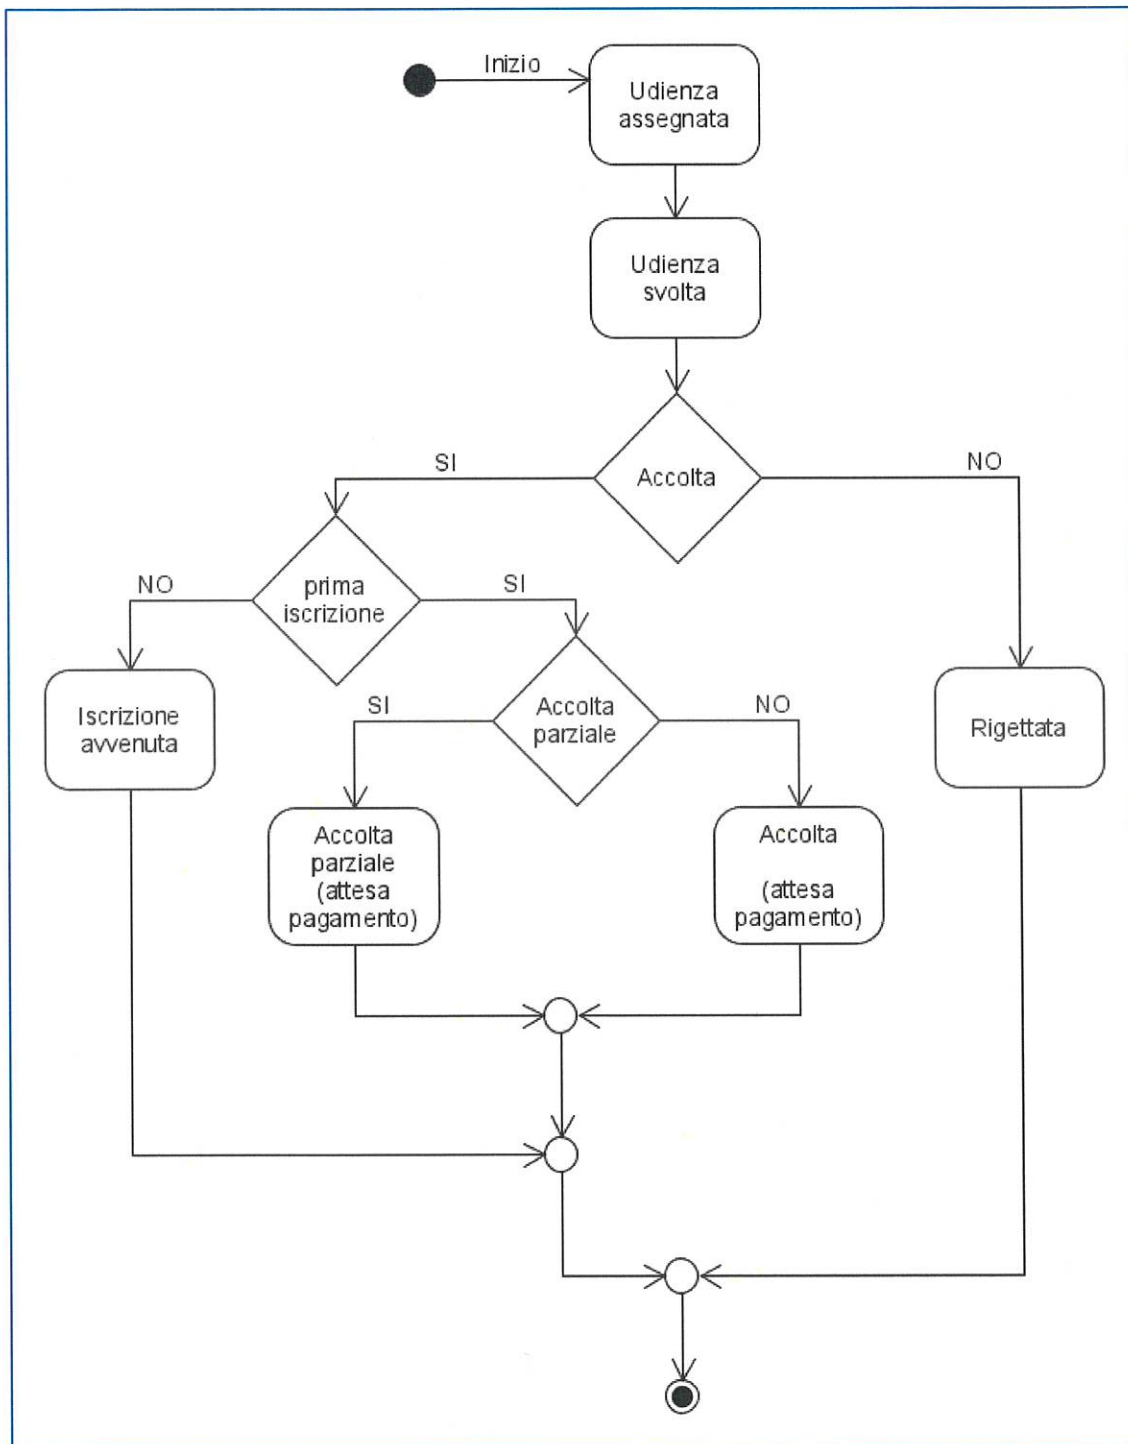 Inizio
Udienza
assegnata
Udienza
svolta
Accolta
SI
NO
prima
iscrizione
NO
SI
Iscrizione
avvenuta
Accolta
parziale
SI
NO
Rigettata
Accolta
parziale
(attesa
pagamento)
Accolta
(attesa
pagamento)